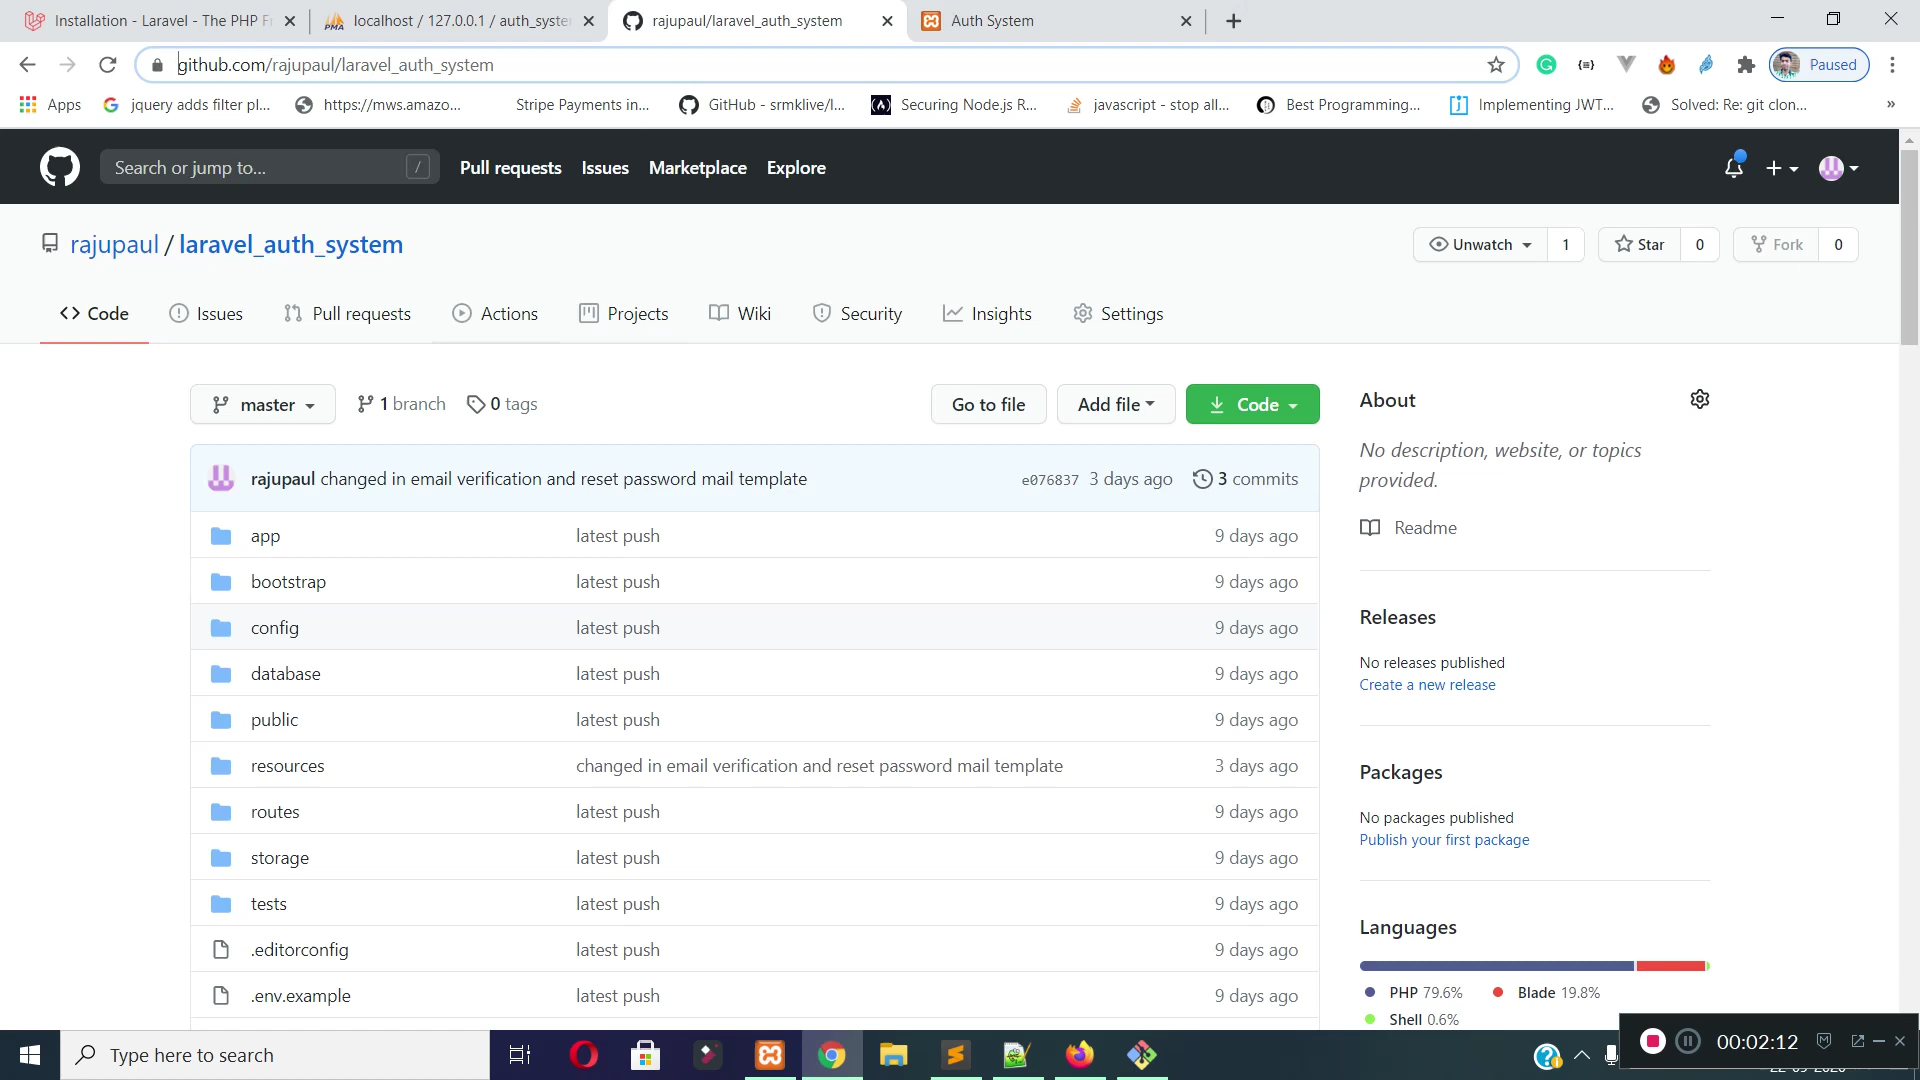 Installation - Laravel - The PHP Fr
localhost / 127.0.0.1 / auth_syste
rajupaul/laravel_auth_system
Auth System
github.com/rajupaul/laravel_auth_system
Paused
Apps
jquery adds filter pl...
https://mws.amazo...
Stripe Payments in...
GitHub - srmklive/l...
Securing Node.js R...
javascript - stop all...
Best Programming...
Implementing JWT...
Solved: Re: git clon...
»
Search or jump to...
/
Pull requests
Issues
Marketplace
Explore
rajupaul / laravel_auth_system
Unwatch 1
Star 0
Fork 0
Code
Issues
Pull requests
Actions
Projects
Wiki
Security
Insights
Settings
master
1 branch
0 tags
Go to file
Add file
Code
rajupaul changed in email verification and reset password mail template e076837 3 days ago 3 commits
app latest push 9 days ago
bootstrap latest push 9 days ago
config latest push 9 days ago
database latest push 9 days ago
public latest push 9 days ago
resources changed in email verification and reset password mail template 3 days ago
routes latest push 9 days ago
storage latest push 9 days ago
tests latest push 9 days ago
.editorconfig latest push 9 days ago
.env.example latest push 9 days ago
About
No description, website, or topics
provided.
Readme
Releases
No releases published
Create a new release
Packages
No packages published
Publish your first package
Languages
PHP 79.6%
Blade 19.8%
Shell 0.6%
Type here to search
00:02:12